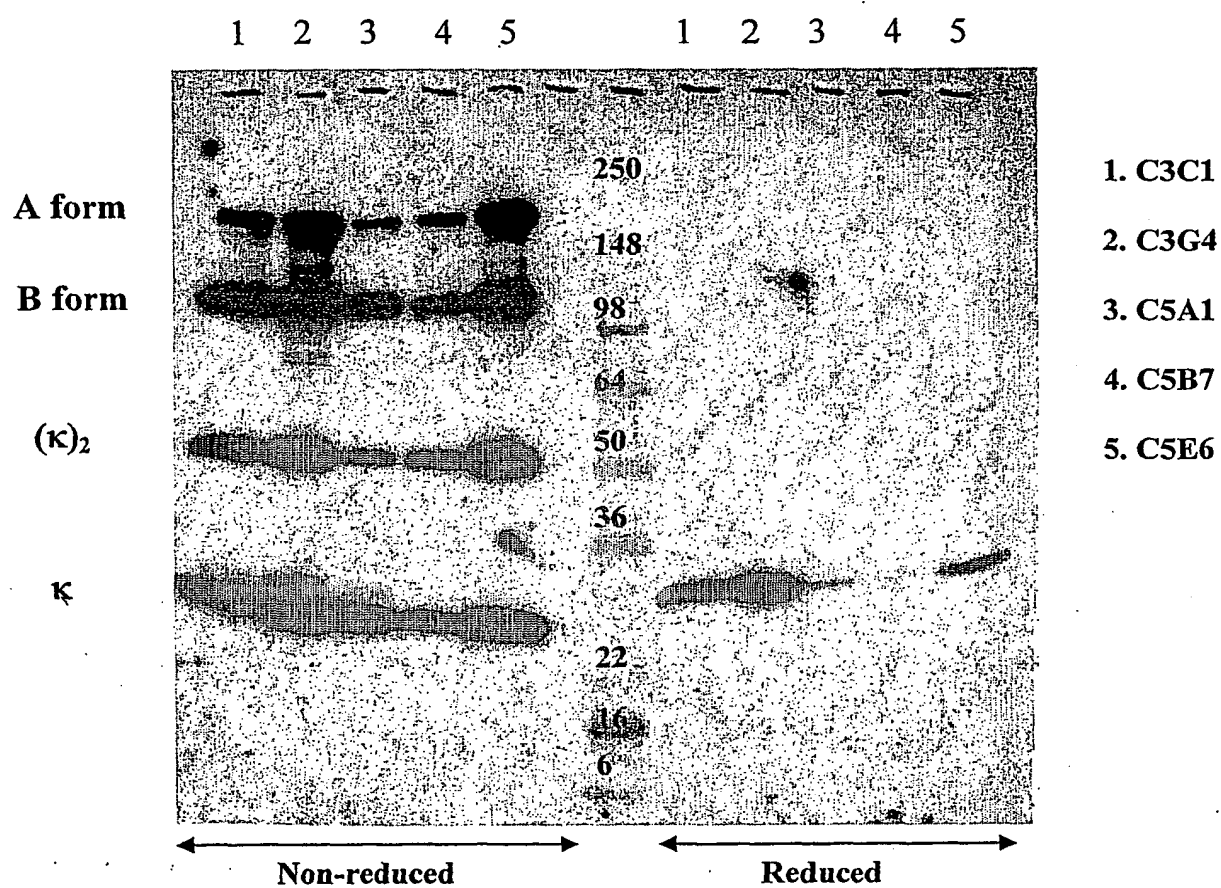 1 2 3 4 5
1 2 3 4 5
A form
B form
(κ)₂
κ
250
148
98
64
50
36
22
16
6
1. C3C1
2. C3G4
3. C5A1
4. C5B7
5. C5E6
Non-reduced
Reduced